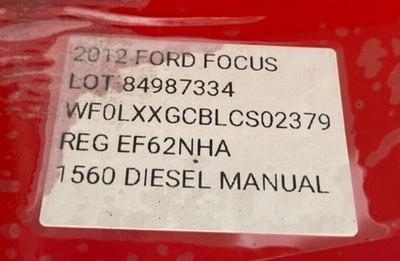 2012 FORD FOCUS
LOT 84987334
WF0LXXGCBLCS02379
REG EF62NHA
1560 DIESEL MANUAL